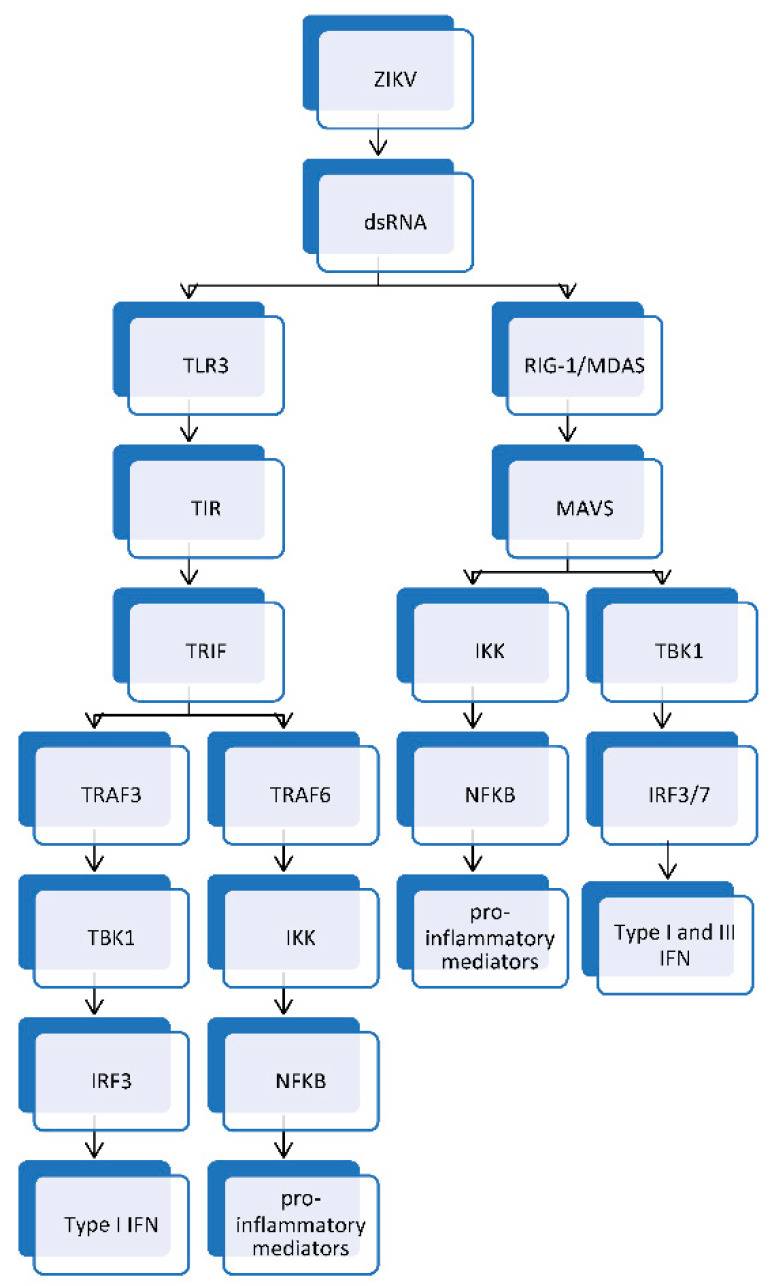 ZIKV
dsRNA
TLR3
RIG-1/MDAS
TIR
MAVS
TRIF
IKK
TBK1
TRAF3
TRAF6
NFKB
IRF3/7
TBK1
IKK
pro-
inflammatory
mediators
Type I and III
IFN
IRF3
NFKB
Type I IFN
pro-
inflammatory
mediators